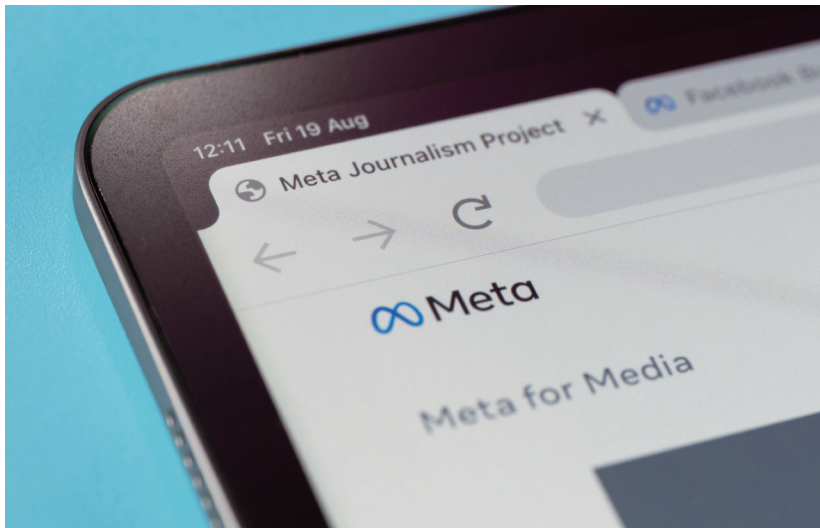 12:11 Fri 19 Aug
Meta Journalism Project
Facebook
Meta
Meta for Media